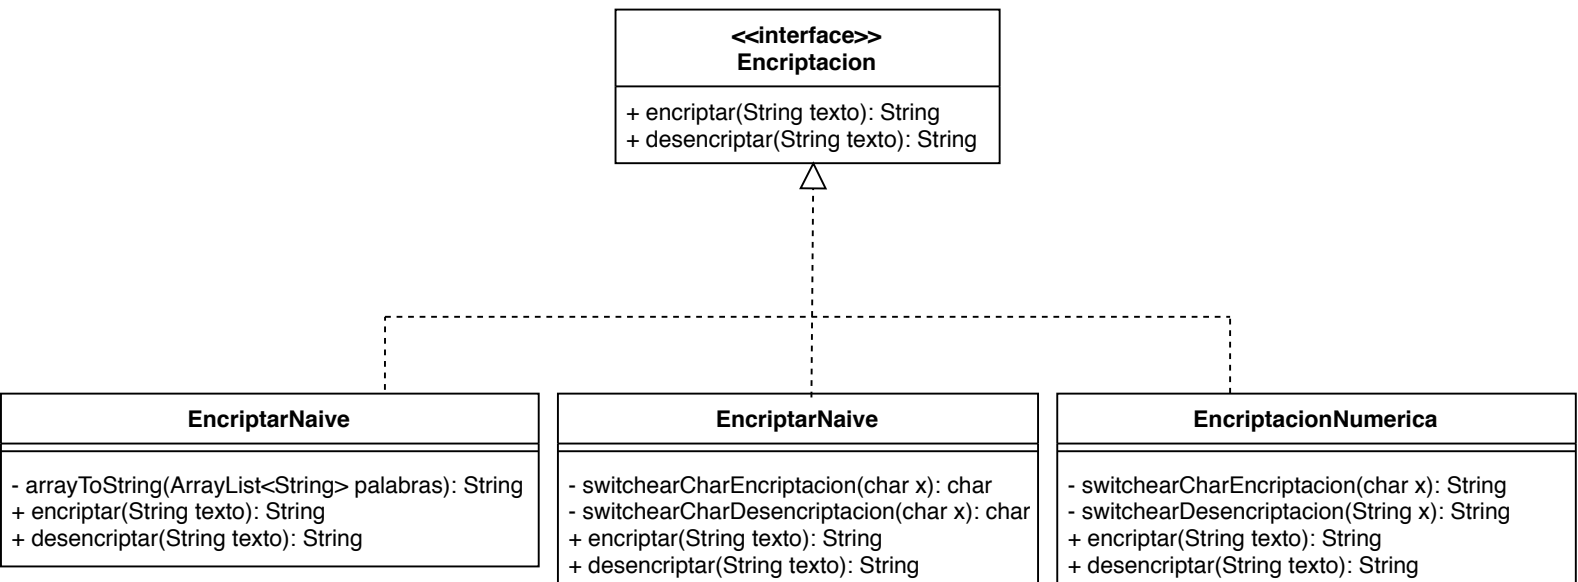 <<interface>>
Encriptacion
+ encriptar(String texto): String
+ desencriptar(String texto): String
EncriptarNaive
- arrayToString(ArrayList<String> palabras): String
+ encriptar(String texto): String
+ desencriptar(String texto): String
EncriptarNaive
- switchearCharEncriptacion(char x): char
- switchearCharDesencriptacion(char x): char
+ encriptar(String texto): String
+ desencriptar(String texto): String
EncriptacionNumerica
- switchearCharEncriptacion(char x): String
- switchearDesencriptacion(String x): String
+ encriptar(String texto): String
+ desencriptar(String texto): String